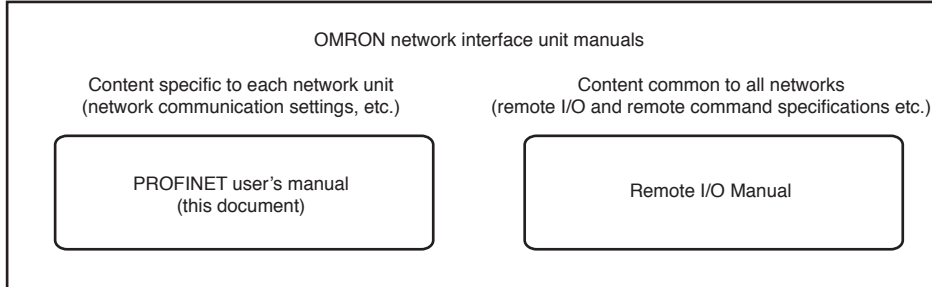 OMRON network interface unit manuals
Content specific to each network unit
(network communication settings, etc.)
Content common to all networks
(remote I/O and remote command specifications etc.)
PROFINET user's manual
(this document)
Remote I/O Manual